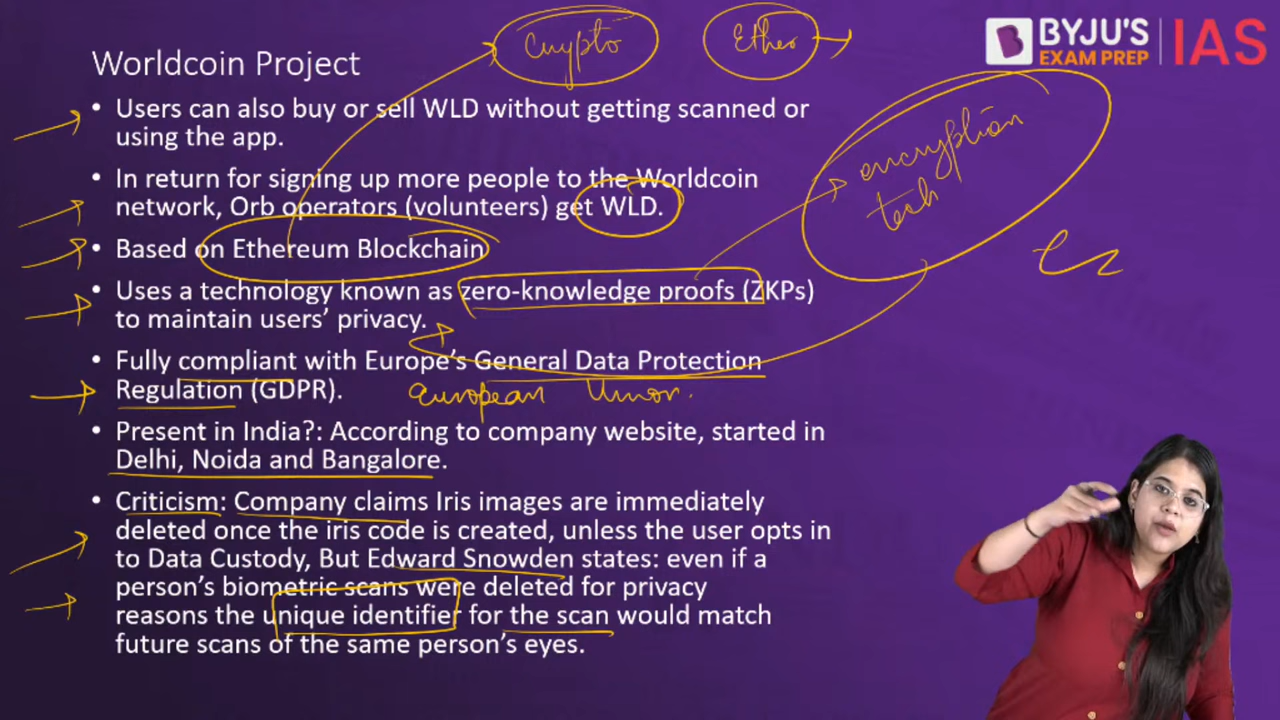 Crypto
Ether
BYJU'S
EXAM PREP
IAS
Worldcoin Project
• Users can also buy or sell WLD without getting scanned or
using the app.
encryption
tech
• In return for signing up more people to the Worldcoin
network, Orb operators (volunteers) get WLD.
• Based on Ethereum Blockchain
• Uses a technology known as zero-knowledge proofs (ZKPs)
to maintain users' privacy.
• Fully compliant with Europe's General Data Protection
Regulation (GDPR).
European Union.
• Present in India?: According to company website, started in
Delhi, Noida and Bangalore.
• Criticism: Company claims Iris images are immediately
deleted once the iris code is created, unless the user opts in
to Data Custody, But Edward Snowden states: even if a
person's biometric scans were deleted for privacy
reasons the unique identifier for the scan would match
future scans of the same person's eyes.